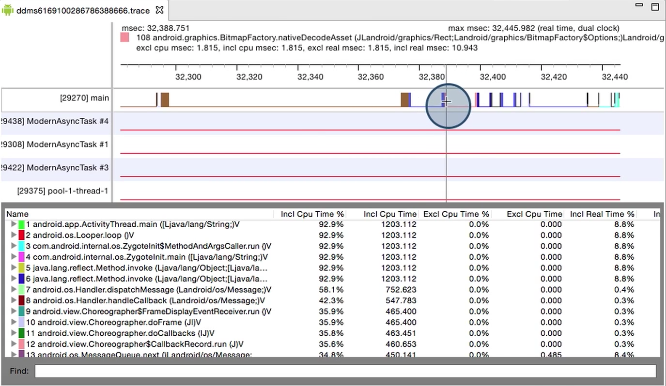 ddms6169100286786388666.trace
msec: 32,388.751 max msec: 32,445.982 (real time, dual clock)
108 android.graphics.BitmapFactory.nativeDecodeAsset (JLandroid/graphics/Rect;Landroid/graphics/BitmapFactory$Options;)Landroid/g
excl cpu msec: 1.815, incl cpu msec: 1.815, excl real msec: 1.815, incl real msec: 10.943
32,300 32,320 32,340 32,360 32,380 32,400 32,420 32,440
[29270] main
29438] ModernAsyncTask #4
29308] ModernAsyncTask #1
29422] ModernAsyncTask #3
[29375] pool-1-thread-1
Name Incl Cpu Time % Incl Cpu Time Excl Cpu Time % Excl Cpu Time Incl Real Time % In
1 android.app.ActivityThread.main ([Ljava/lang/String;)V 92.9% 1203.112 0.0% 0.000 8.8%
2 android.os.Looper.loop ()V 92.9% 1203.112 0.0% 0.000 8.8%
3 com.android.internal.os.ZygoteInit$MethodAndArgsCaller.run ()V 92.9% 1203.112 0.0% 0.000 8.8%
4 com.android.internal.os.ZygoteInit.main ([Ljava/lang/String;)V 92.9% 1203.112 0.0% 0.000 8.8%
5 java.lang.reflect.Method.invoke (Ljava/lang/Object;[Ljava/la... 92.9% 1203.112 0.0% 0.000 8.8%
6 java.lang.reflect.Method.invoke (Ljava/lang/Object;[Ljava/la... 92.9% 1203.112 0.0% 0.000 8.8%
7 android.os.Handler.dispatchMessage (Landroid/os/Message;)V 58.1% 752.623 0.0% 0.000 0.4%
8 android.os.Handler.handleCallback (Landroid/os/Message;)V 42.3% 547.783 0.0% 0.000 0.4%
9 android.view.Choreographer$FrameDisplayEventReceiver.run ()V 35.9% 465.400 0.0% 0.000 0.3%
10 android.view.Choreographer.doFrame (JI)V 35.9% 465.400 0.0% 0.000 0.3%
11 android.view.Choreographer.doCallbacks (IJ)V 35.8% 463.451 0.0% 0.000 0.3%
12 android.view.Choreographer$CallbackRecord.run (J)V 35.6% 460.653 0.0% 0.000 0.3%
13 android.os.MessageQueue.next ()Landroid/os/Message; 34.8% 450.141 0.0% 0.485 8.4%
Find: